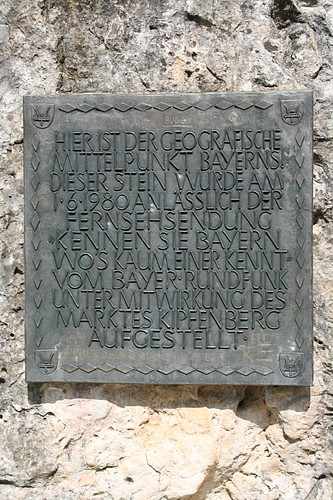 HIER IST DER GEOGRAFISCHE
MITTELPUNKT BAYERNS!
DIESER STEIN WURDE AM
1·6·1980 ANLÄSSLICH DER
FERNSEHSENDUNG
"KENNEN SIE BAYERN
WO'S KAUM EINER KENNT"
VOM BAYER·RUNDFUNK
UNTER MITWIRKUNG DES
MARKTES KIPFENBERG
AUFGESTELLT·